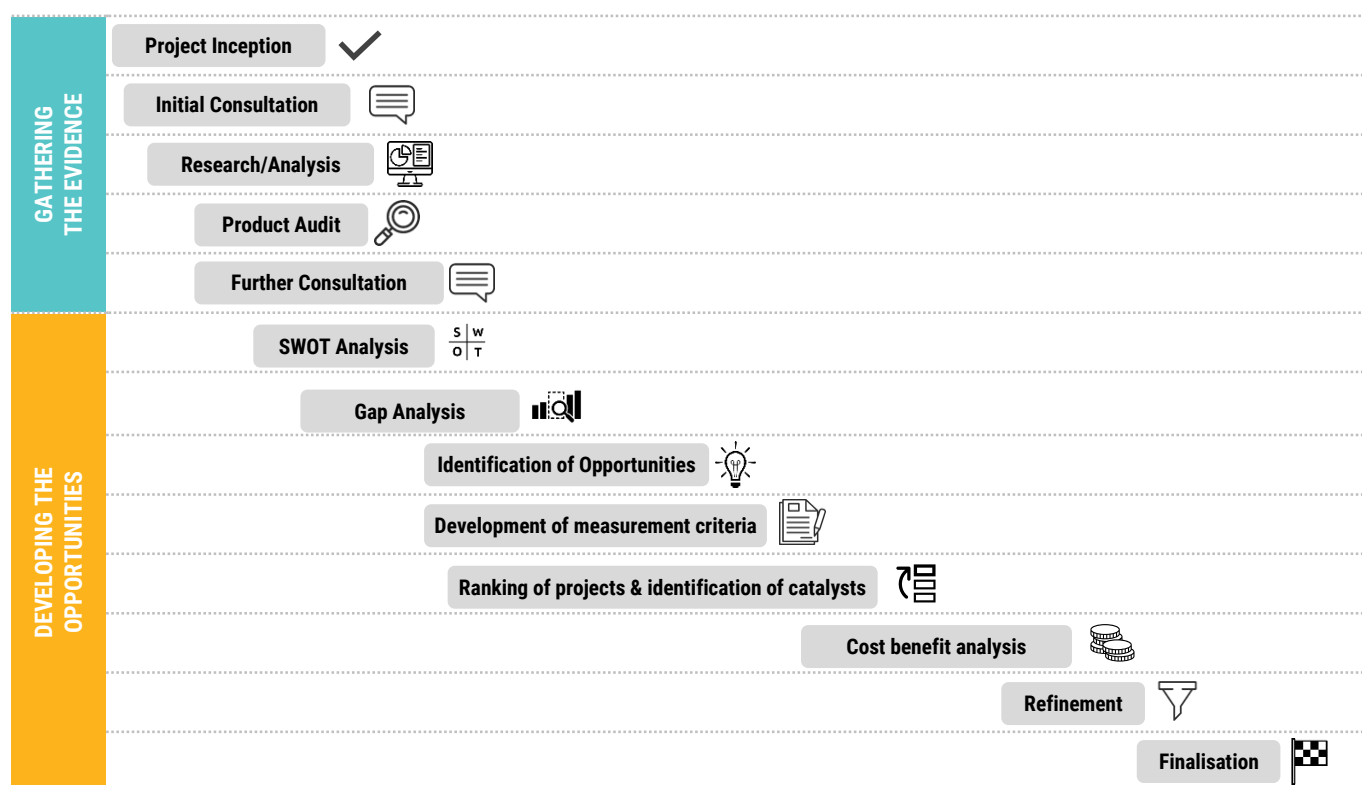 GATHERING
THE EVIDENCE
Project Inception
Initial Consultation
Research/Analysis
Product Audit
Further Consultation
DEVELOPING THE
OPPORTUNITIES
SWOT Analysis
S W
O T
Gap Analysis
Identification of Opportunities
Development of measurement criteria
Ranking of projects & identification of catalysts
Cost benefit analysis
Refinement
Finalisation